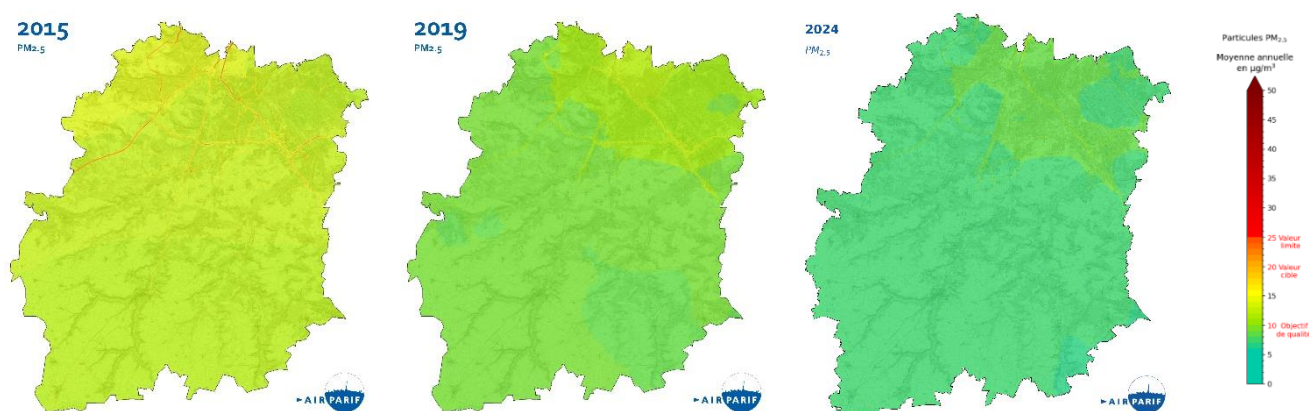 2015
PM2.5
AIRPARIF
2019
PM2.5
AIRPARIF
2024
PM2.5
AIRPARIF
Particules PM2.5
Moyenne annuelle
en µg/m³
50
45
40
35
30
25 Valeur
limite
20 Valeur
cible
15
10 Objectif
de qualit
5
0